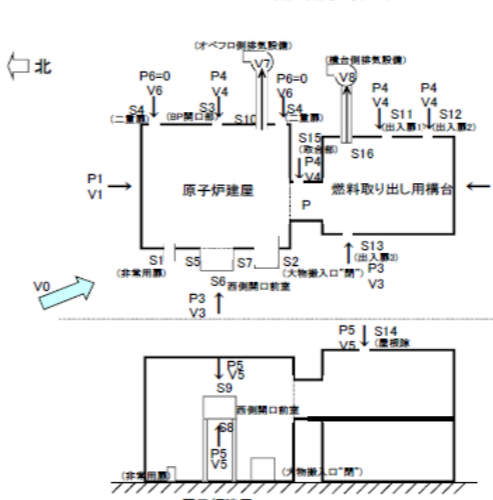 (オペフロ側排気設備)
(構台側排気設備)
V7
V8
北
P6=0
V6
P4
V4
P6=0
V6
P4
V4
P4
V4
S4
(二重扉)
S3
(BP開口部)
S10
S4
(二重扉)
S11
(出入扉1)
S12
(出入扉2)
S15
(取合部)
P4
V4
S16
P1
V1
原子炉建屋
燃料取り出し用構台
P
S1
(非常用扉)
S5
S7
S2
(大物搬入口"閉")
S13
(出入扉3)
P3
V3
S6
西側開口前室
V0
P3
V3
P5
V5
S14
(屋根隙
P5
V5
S9
西側開口前室
S8
P5
V5
(非常用扉)
(大物搬入口"閉")